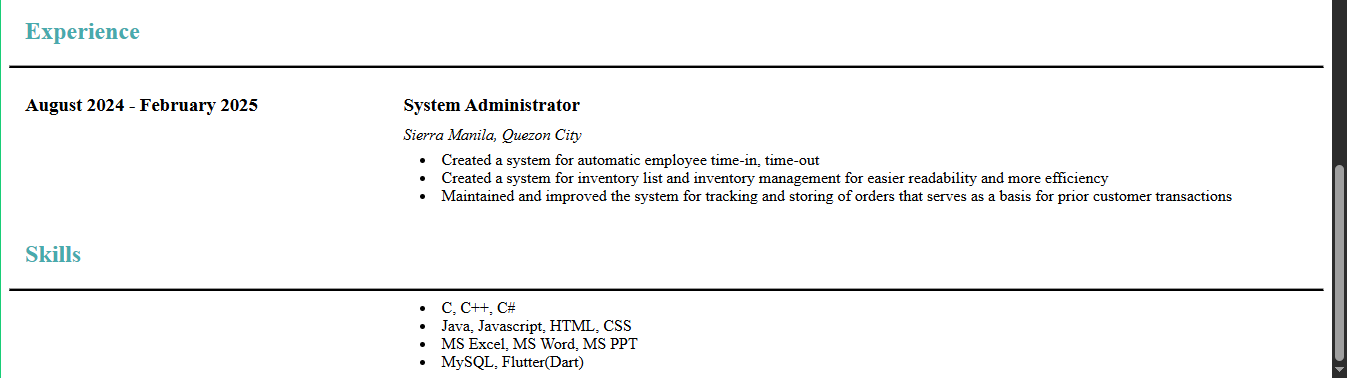 Experience
August 2024 - February 2025
System Administrator
Sierra Manila, Quezon City
• Created a system for automatic employee time-in, time-out
• Created a system for inventory list and inventory management for easier readability and more efficiency
• Maintained and improved the system for tracking and storing of orders that serves as a basis for prior customer transactions
Skills
• C, C++, C#
• Java, Javascript, HTML, CSS
• MS Excel, MS Word, MS PPT
• MySQL, Flutter(Dart)